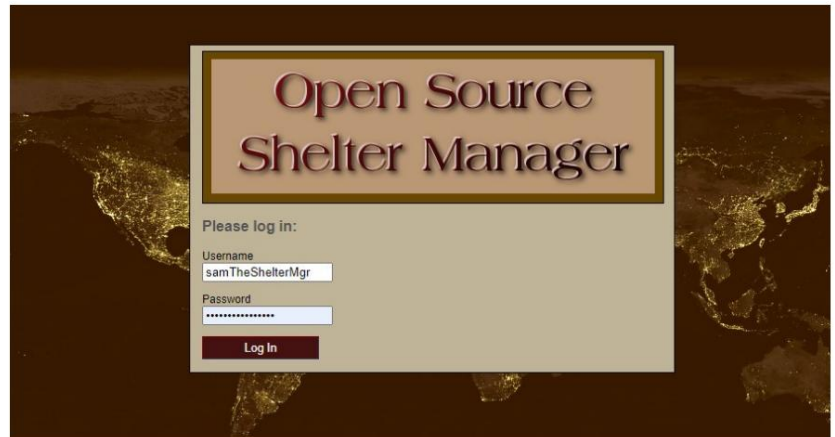 Open Source
Shelter Manager
Please log in:
Username
samTheShelterMgr
Password
••••••••••••••••
Log In